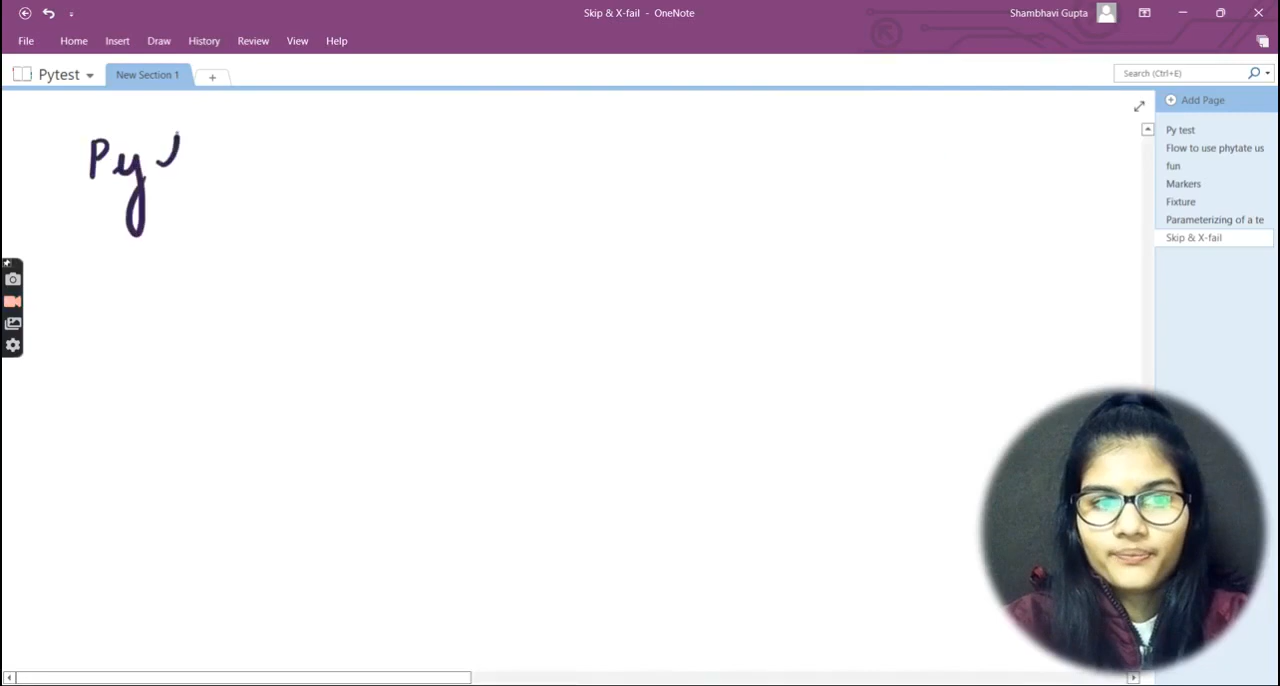 Skip & X-fail - OneNote
Shambhavi Gupta
File Home Insert Draw History Review View Help
Pytest
New Section 1
Search (Ctrl+E)
Add Page
Py test
Flow to use phytate us
fun
Markers
Fixture
Parameterizing of a te
Skip & X-fail
Py